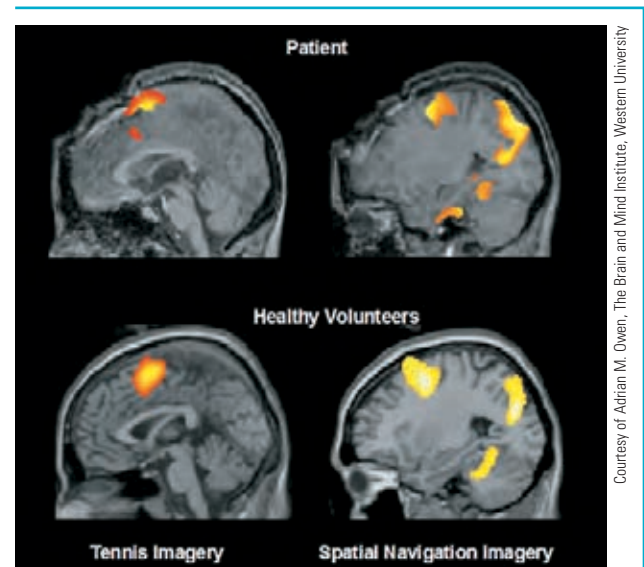 Patient
Healthy Volunteers
Tennis Imagery
Spatial Navigation Imagery
Courtesy of Adrian M. Owen, The Brain and Mind Institute, Western University